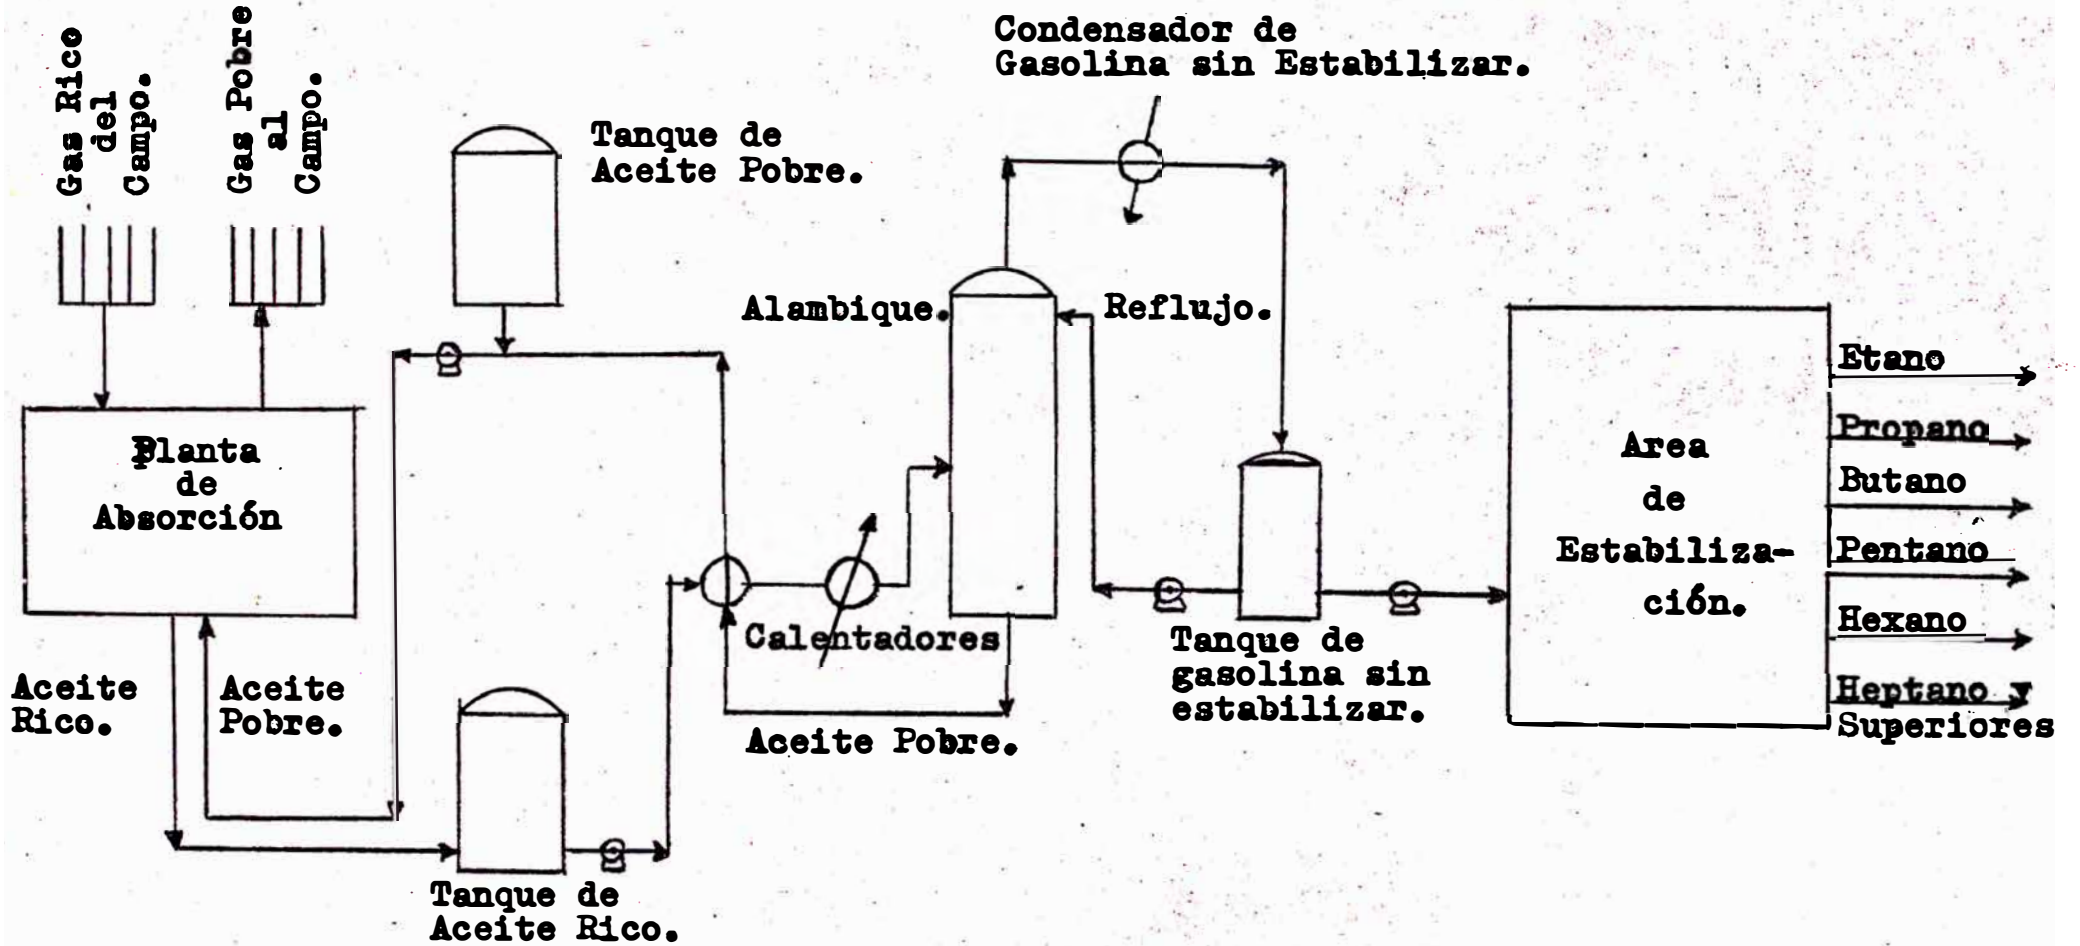 Gas Rico
del
Campo.
Gas Pobre
al
Campo.
Condensador de
Gasolina sin Estabilizar.
Tanque de
Aceite Pobre.
Alambique.
Reflujo.
Planta
de
Absorción
Etano
Propano
Butano
Pentano
Hexano
Heptano y
Superiores
Area
de
Estabiliza-
ción.
Calentadores
Tanque de
gasolina sin
estabilizar.
Aceite
Rico.
Aceite
Pobre.
Aceite Pobre.
Tanque de
Aceite Rico.